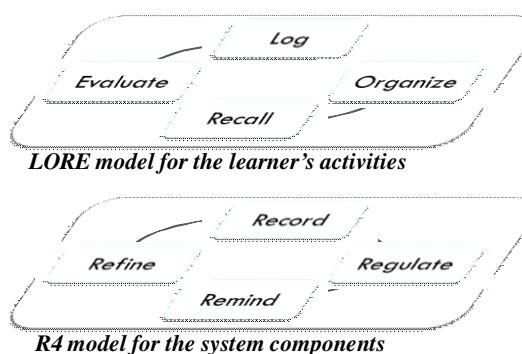 Log
Evaluate
Organize
Recall
LORE model for the learner's activities
Record
Refine
Regulate
Remind
R4 model for the system components